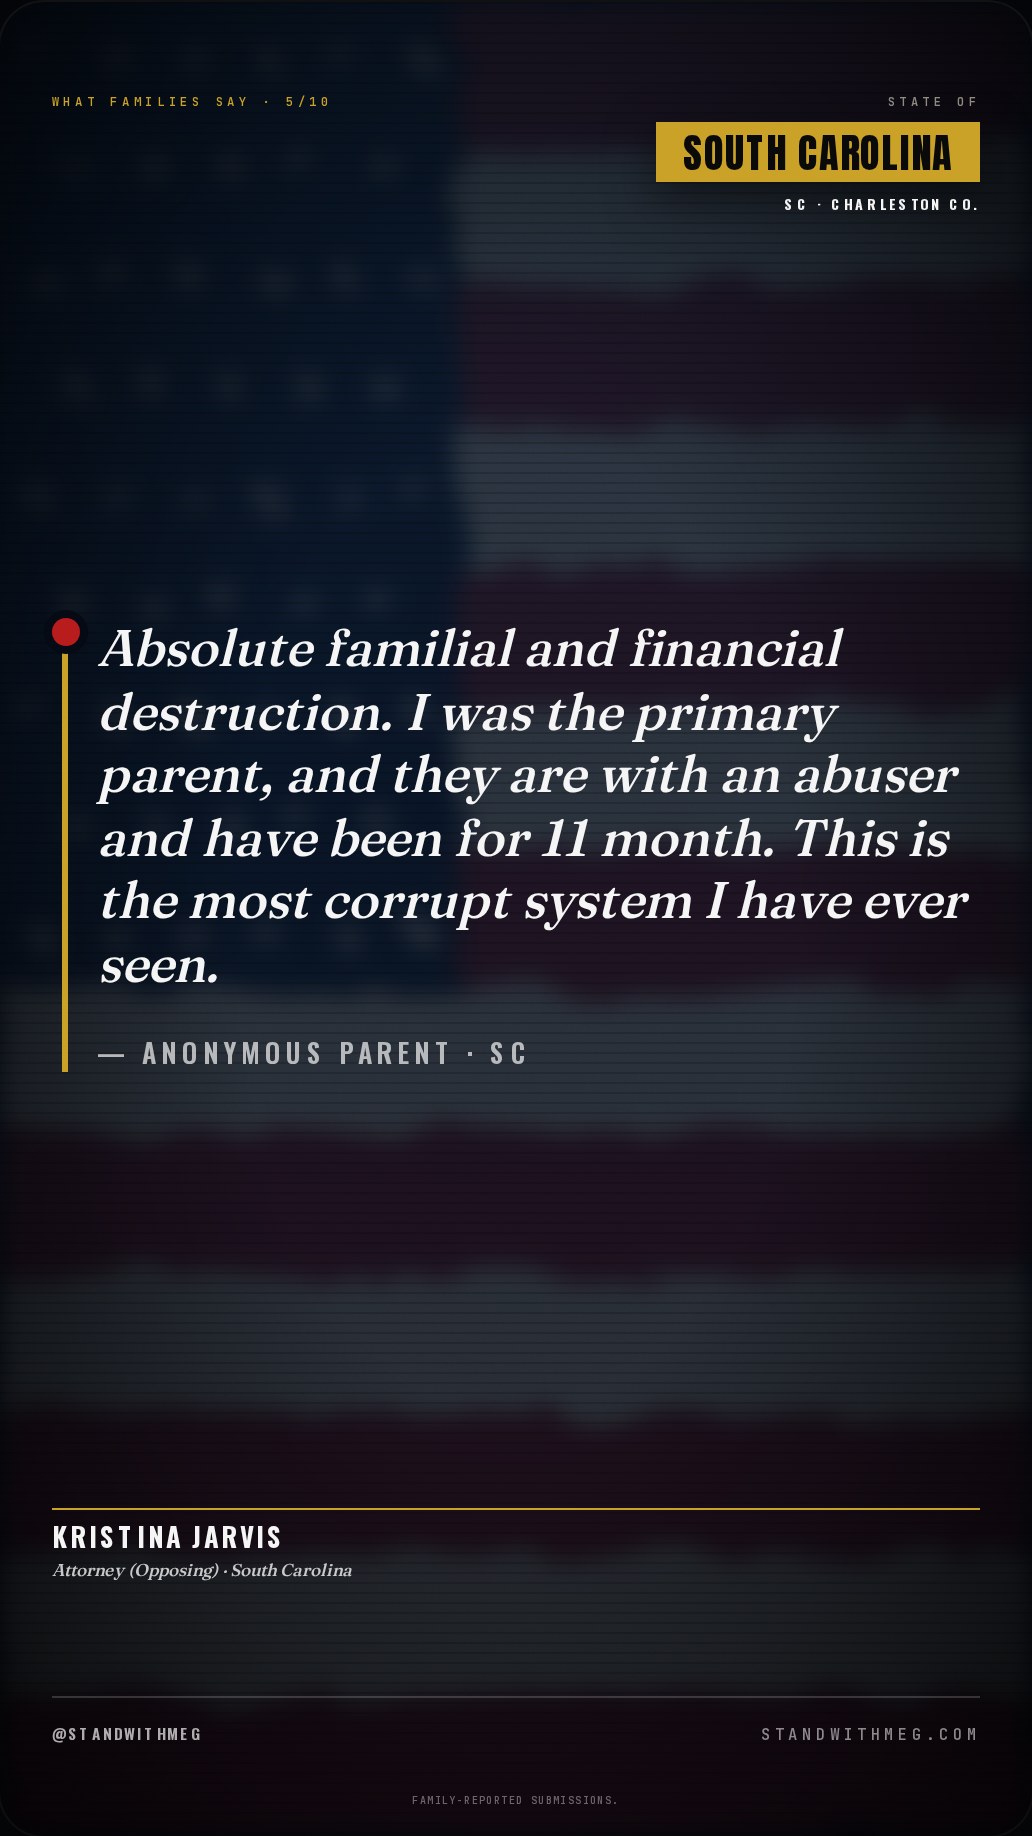 WHAT FAMILIES SAY · 5/10
STATE OF
SOUTH CAROLINA
SC · CHARLESTON CO.
Absolute familial and financial
destruction. I was the primary
parent, and they are with an abuser
and have been for 11 month. This is
the most corrupt system I have ever
seen.
— ANONYMOUS PARENT · SC
KRISTINA JARVIS
Attorney (Opposing) · South Carolina
@STANDWITHMEG
STANDWITHMEG.COM
FAMILY-REPORTED SUBMISSIONS.